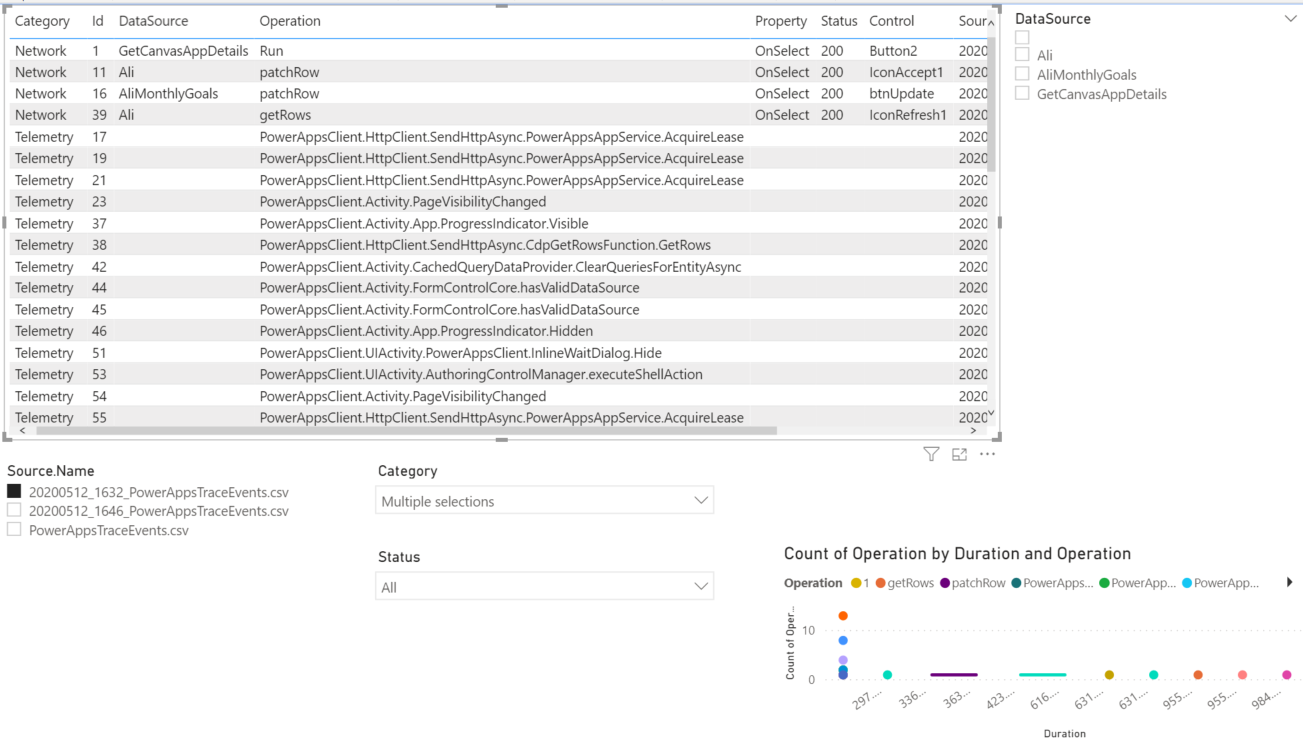 Category Id DataSource Operation Property Status Control Sour
Network 1 GetCanvasAppDetails Run OnSelect 200 Button2 2020
Network 11 Ali patchRow OnSelect 200 IconAccept1 2020
Network 16 AliMonthlyGoals patchRow OnSelect 200 btnUpdate 2020
Network 39 Ali getRows OnSelect 200 IconRefresh1 2020
Telemetry 17 PowerAppsClient.HttpClient.SendHttpAsync.PowerAppsAppService.AcquireLease 2020
Telemetry 19 PowerAppsClient.HttpClient.SendHttpAsync.PowerAppsAppService.AcquireLease 2020
Telemetry 21 PowerAppsClient.HttpClient.SendHttpAsync.PowerAppsAppService.AcquireLease 2020
Telemetry 23 PowerAppsClient.Activity.PageVisibilityChanged 2020
Telemetry 37 PowerAppsClient.Activity.App.ProgressIndicator.Visible 2020
Telemetry 38 PowerAppsClient.HttpClient.SendHttpAsync.CdpGetRowsFunction.GetRows 2020
Telemetry 42 PowerAppsClient.Activity.CachedQueryDataProvider.ClearQueriesForEntityAsync 2020
Telemetry 44 PowerAppsClient.Activity.FormControlCore.hasValidDataSource 2020
Telemetry 45 PowerAppsClient.Activity.FormControlCore.hasValidDataSource 2020
Telemetry 46 PowerAppsClient.Activity.App.ProgressIndicator.Hidden 2020
Telemetry 51 PowerAppsClient.UIActivity.PowerAppsClient.InlineWaitDialog.Hide 2020
Telemetry 53 PowerAppsClient.UIActivity.AuthoringControlManager.executeShellAction 2020
Telemetry 54 PowerAppsClient.Activity.PageVisibilityChanged 2020
Telemetry 55 PowerAppsClient.HttpClient.SendHttpAsync.PowerAppsAppService.AcquireLease 2020
DataSource
Ali
AliMonthlyGoals
GetCanvasAppDetails
Source.Name
20200512_1632_PowerAppsTraceEvents.csv
20200512_1646_PowerAppsTraceEvents.csv
PowerAppsTraceEvents.csv
Category
Multiple selections
Status
All
Count of Operation by Duration and Operation
Operation 1 getRows patchRow PowerApps... PowerApp... PowerApp...
Count of Oper...
10
0
297.... 336... 363... 423.... 616.... 631.... 631.... 955.... 955.... 984....
Duration